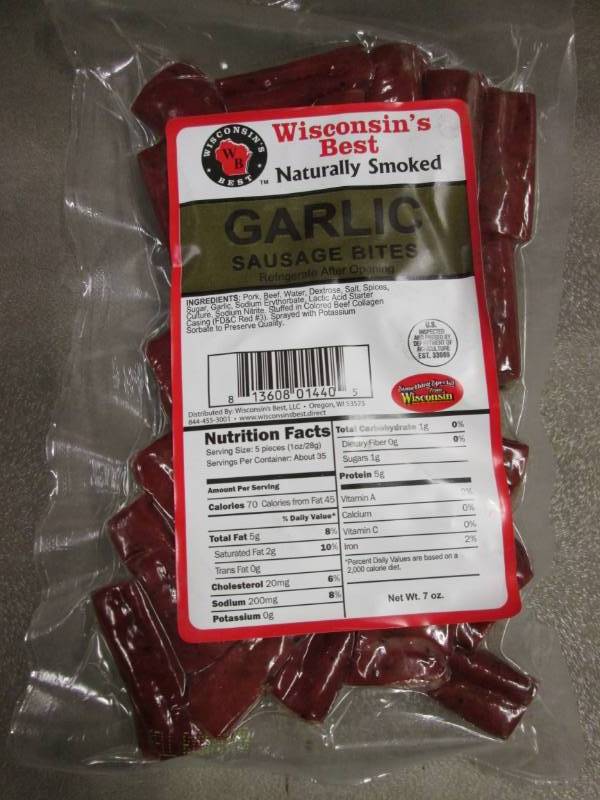 WISCONSIN'S
WB
BEST
TM
Wisconsin's
Best
Naturally Smoked
GARLIC
SAUSAGE BITES
Refrigerate After Opening
INGREDIENTS: Pork, Beef, Water, Dextrose, Salt, Spices,
Sugar, Garlic, Sodium Erythorbate, Lactic Acid Starter
Culture, Sodium Nitrite. Stuffed in Colored Beef Collagen
Casing (FD&C Red #3). Sprayed with Potassium
Sorbate to Preserve Quality.
U.S.
INSPECTED
AND PASSED BY
DEPARTMENT OF
AGRICULTURE
EST. 33695
8 13608 01440 5
Something Special
from
Wisconsin
Distributed By: Wisconsin's Best, LLC • Oregon, WI 53575
844-455-3001 • www.wisconsinbest.direct
Nutrition Facts
Serving Size: 5 pieces (1oz/28g)
Servings Per Container: About 35
Amount Per Serving
Calories 70 Calories from Fat 45
% Daily Value*
Total Fat 5g 8%
Saturated Fat 2g 10%
Trans Fat 0g
Cholesterol 20mg 6%
Sodium 200mg 8%
Potassium 0g
Total Carbohydrate 1g 0%
Dietary Fiber 0g 0%
Sugars 1g
Protein 5g
Vitamin A 0%
Calcium 0%
Vitamin C 0%
Iron 2%
*Percent Daily Values are based on a
2,000 calorie diet.
Net Wt. 7 oz.